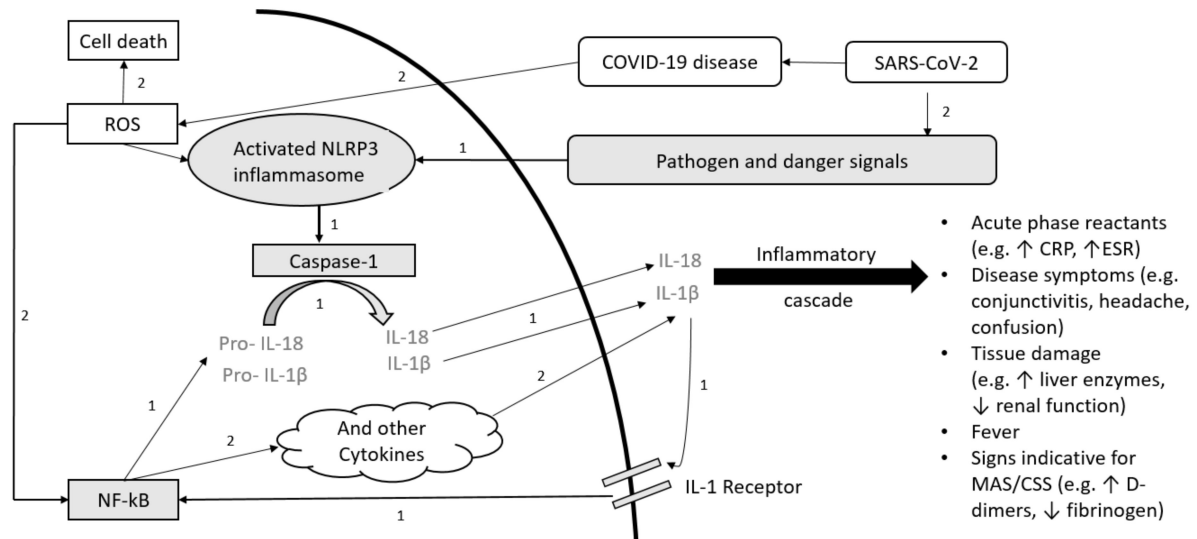 Cell death
COVID-19 disease
SARS-CoV-2
2
2
2
ROS
Activated NLRP3
inflammasome
1
Pathogen and danger signals
1
Caspase-1
1
2
Pro- IL-18
Pro- IL-1β
IL-18
IL-1β
1
IL-18
IL-1β
Inflammatory
cascade
2
1
1
2
And other
Cytokines
NF-kB
1
IL-1 Receptor
• Acute phase reactants
(e.g. ↑ CRP, ↑ESR)
• Disease symptoms (e.g.
conjunctivitis, headache,
confusion)
• Tissue damage
(e.g. ↑ liver enzymes,
↓ renal function)
• Fever
• Signs indicative for
MAS/CSS (e.g. ↑ D-
dimers, ↓ fibrinogen)